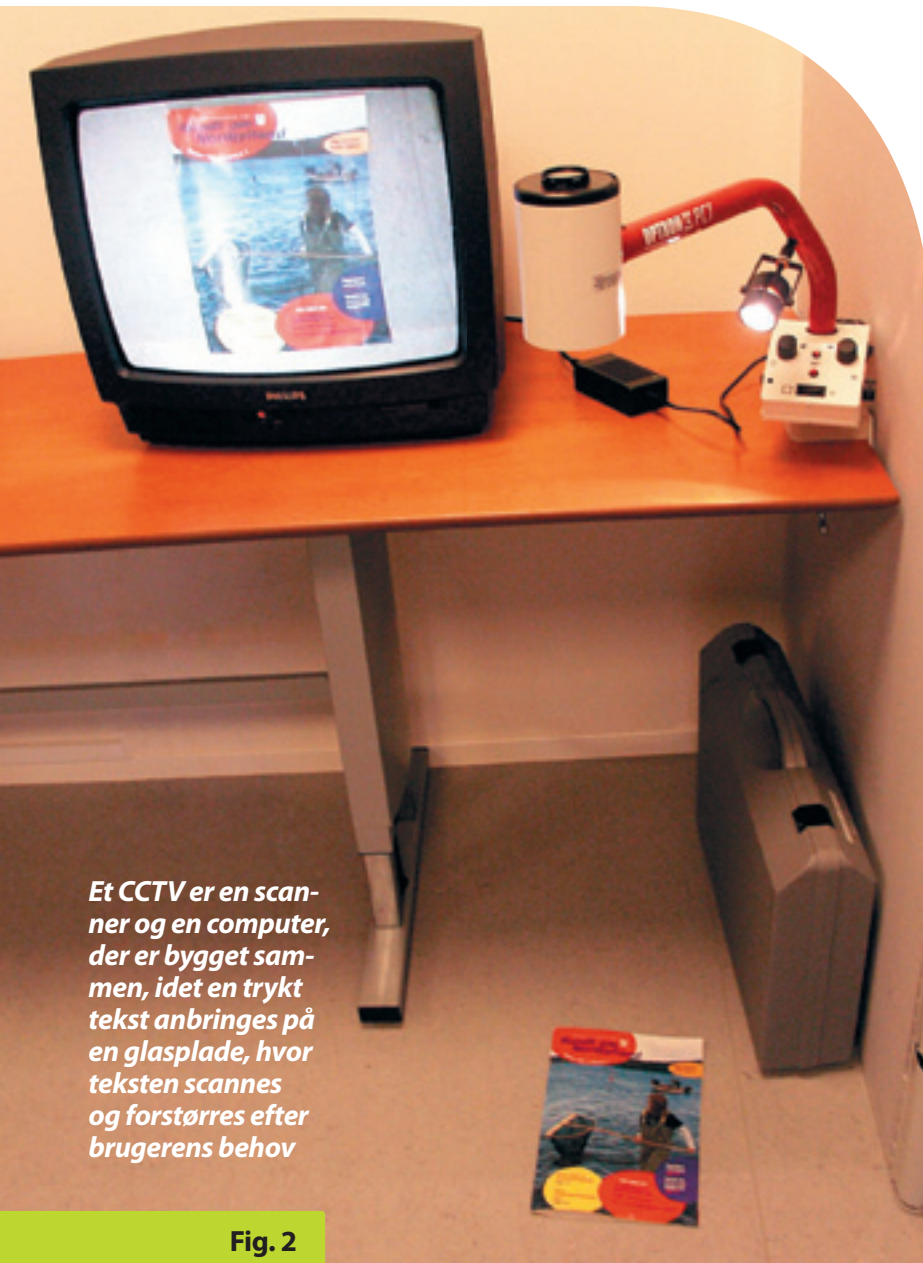 PHILIPS
Et CCTV er en scan-
ner og en computer,
der er bygget sam-
men, idet en trykt
tekst anbringes på
en glasplade, hvor
teksten scannes
og forstørres efter
brugerens behov
Fig. 2